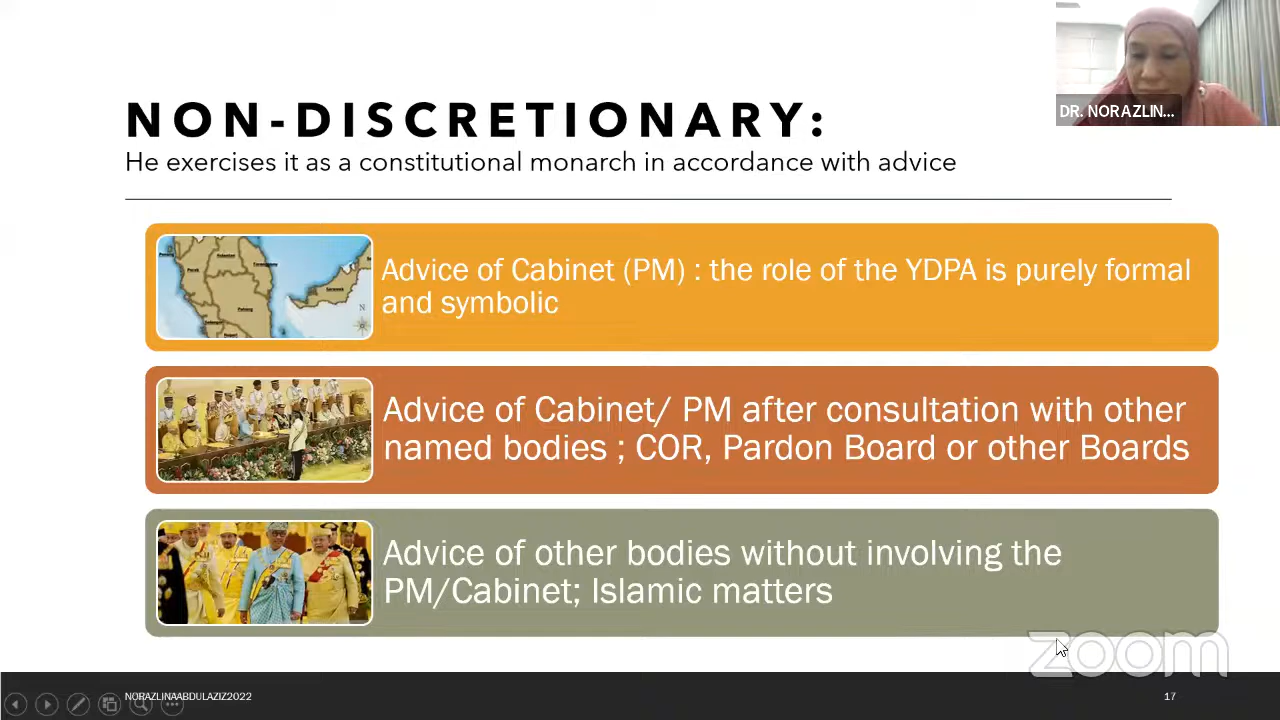 DR. NORAZLIN...
NON-DISCRETIONARY:
He exercises it as a constitutional monarch in accordance with advice
Advice of Cabinet (PM) : the role of the YDPA is purely formal
and symbolic
Advice of Cabinet/ PM after consultation with other
named bodies ; COR, Pardon Board or other Boards
Advice of other bodies without involving the
PM/Cabinet; Islamic matters
zoom
NORAZLINAABDULAZIZ2022
17